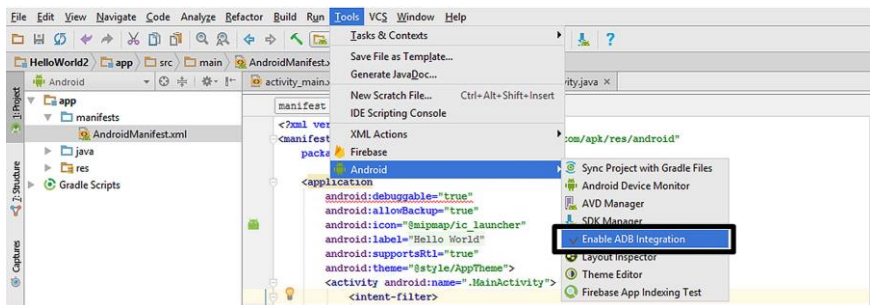 File Edit View Navigate Code Analyze Refactor Build Run Tools VCS Window Help
HelloWorld2 app src main AndroidManifest.x
Android
activity_main.x
ity.java ×
1: Project
app
manifests
AndroidManifest.xml
java
res
Gradle Scripts
2: Structure
Captures
Tasks & Contexts
Save File as Template...
Generate JavaDoc...
New Scratch File... Ctrl+Alt+Shift+Insert
IDE Scripting Console
XML Actions
Firebase
Android
Sync Project with Gradle Files
Android Device Monitor
AVD Manager
SDK Manager
Enable ADB Integration
Layout Inspector
Theme Editor
Firebase App Indexing Test
manifest
<?xml ver
<manifest com/apk/res/android"
packa
<application
android:debuggable="true"
android:allowBackup="true"
android:icon="@mipmap/ic_launcher"
android:label="Hello World"
android:supportsRtl="true"
android:theme="@style/AppTheme">
<activity android:name=".MainActivity">
<intent-filter>